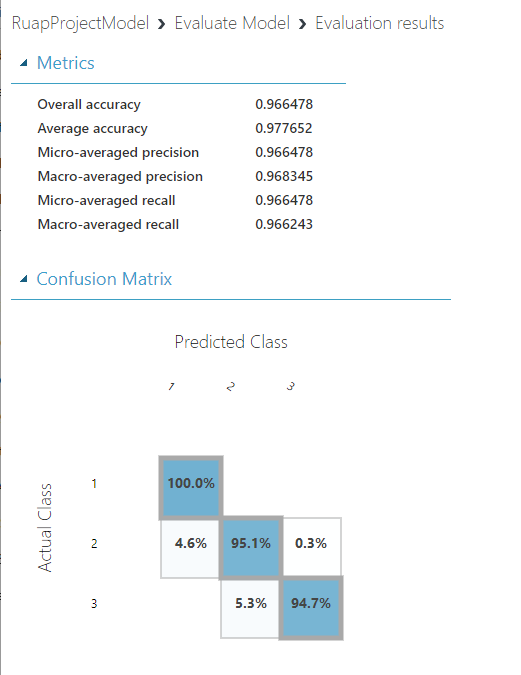 RuapProjectModel ❯ Evaluate Model ❯ Evaluation results
Metrics
Overall accuracy 0.966478
Average accuracy 0.977652
Micro-averaged precision 0.966478
Macro-averaged precision 0.968345
Micro-averaged recall 0.966478
Macro-averaged recall 0.966243
Confusion Matrix
Predicted Class
1 2 3
Actual Class
1 100.0%
2 4.6% 95.1% 0.3%
3 5.3% 94.7%